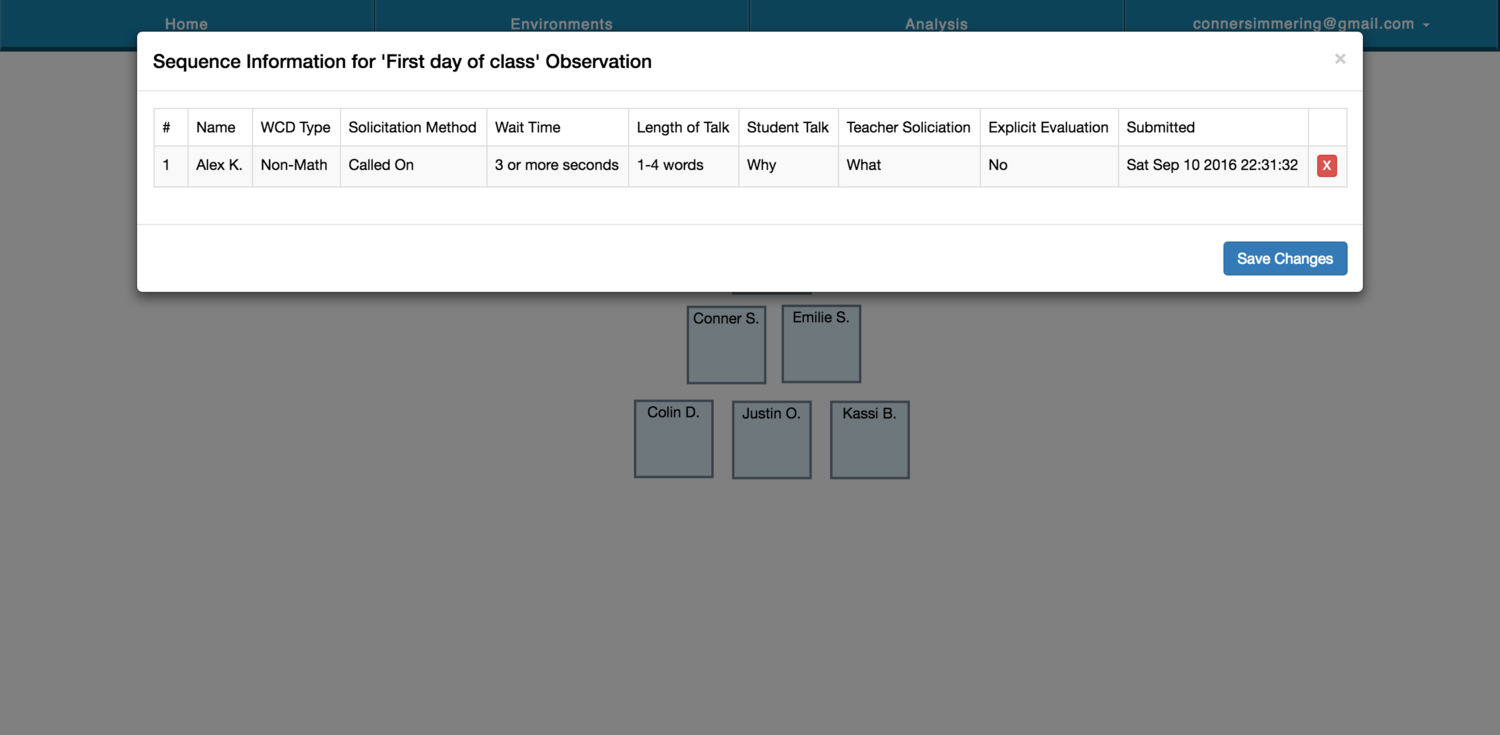 Home Environments Analysis connersimmering@gmail.com
Sequence Information for 'First day of class' Observation ×
# Name WCD Type Solicitation Method Wait Time Length of Talk Student Talk Teacher Soliciation Explicit Evaluation Submitted
1 Alex K. Non-Math Called On 3 or more seconds 1-4 words Why What No Sat Sep 10 2016 22:31:32 X
Save Changes
Conner S. Emilie S.
Colin D. Justin O. Kassi B.